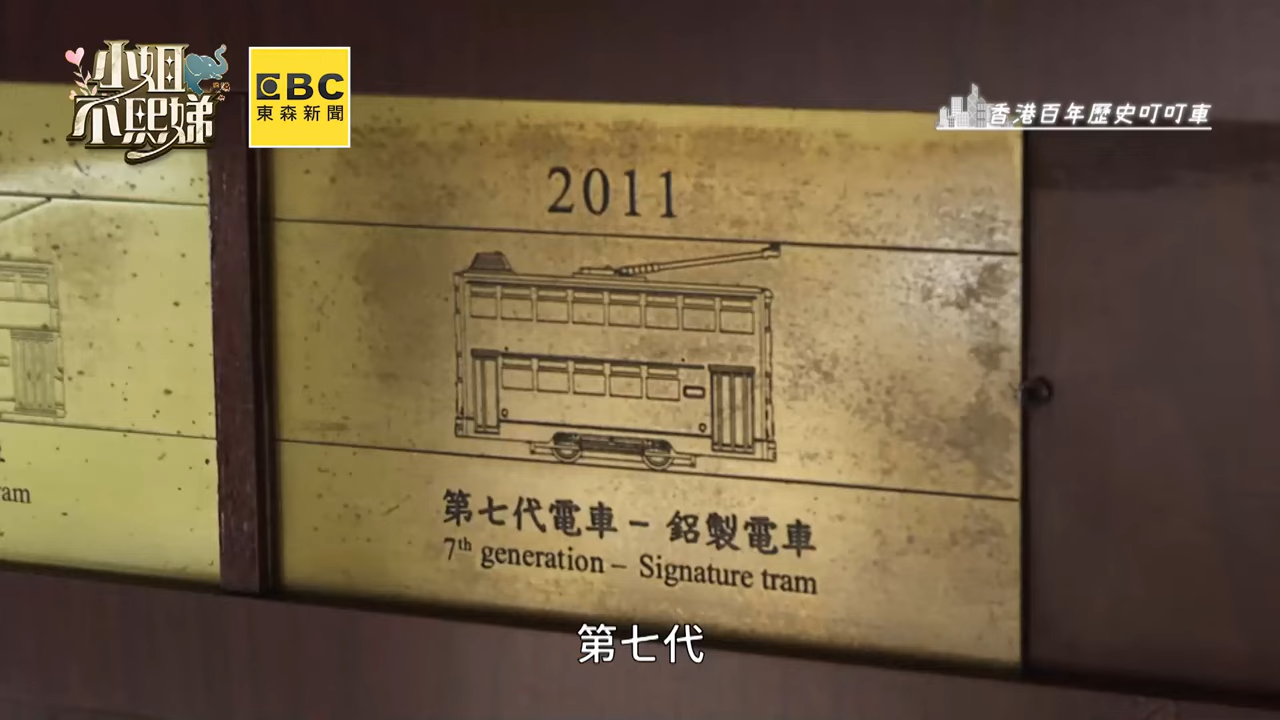 小姐
不熙娣
EBC
東森新聞
香港百年歷史叮叮車
2011
第七代電車 - 鋁製電車
7th generation – Signature tram
ram
第七代